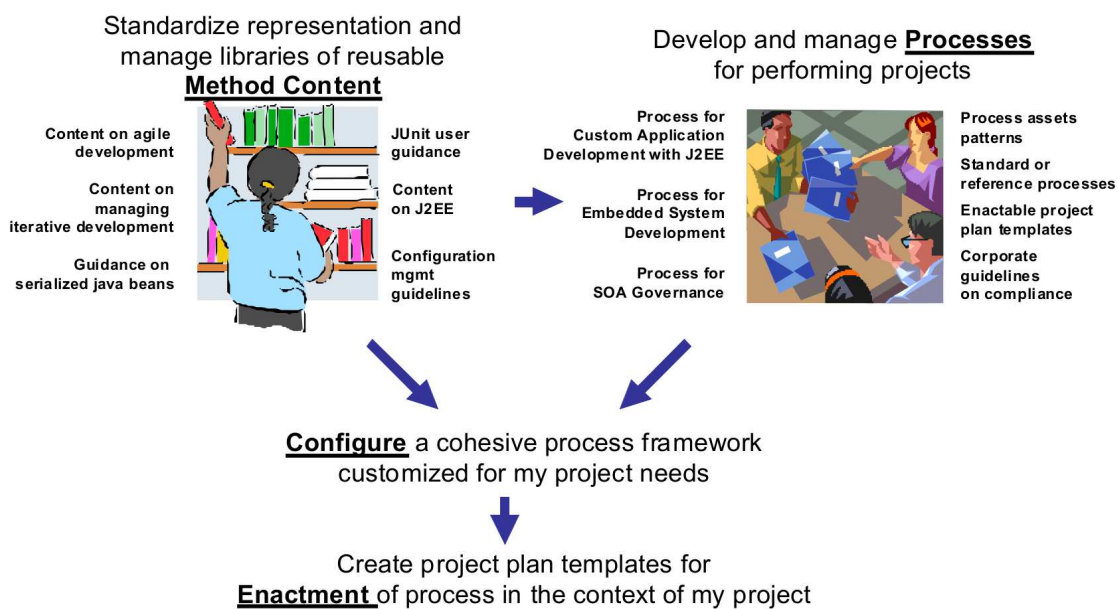 Standardize representation and
manage libraries of reusable
Method Content
Content on agile
development
Content on
managing
iterative development
Guidance on
serialized java beans
JUnit user
guidance
Content
on J2EE
Configuration
mgmt
guidelines
Develop and manage Processes
for performing projects
Process for
Custom Application
Development with J2EE
Process for
Embedded System
Development
Process for
SOA Governance
Process assets
patterns
Standard or
reference processes
Enactable project
plan templates
Corporate
guidelines
on compliance
Configure a cohesive process framework
customized for my project needs
Create project plan templates for
Enactment of process in the context of my project